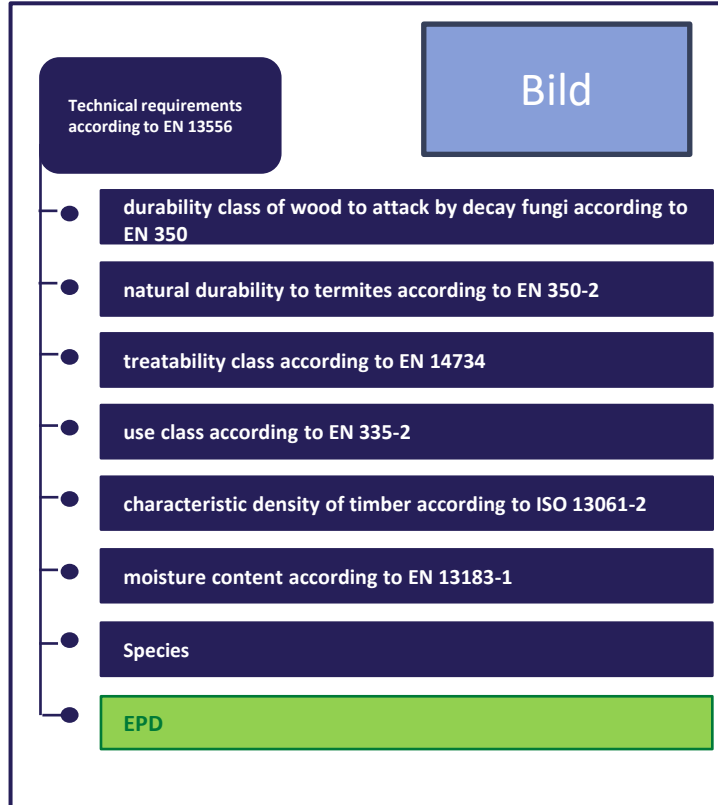 Technical requirements
according to EN 13556
Bild
durability class of wood to attack by decay fungi according to
EN 350
natural durability to termites according to EN 350-2
treatability class according to EN 14734
use class according to EN 335-2
characteristic density of timber according to ISO 13061-2
moisture content according to EN 13183-1
Species
EPD